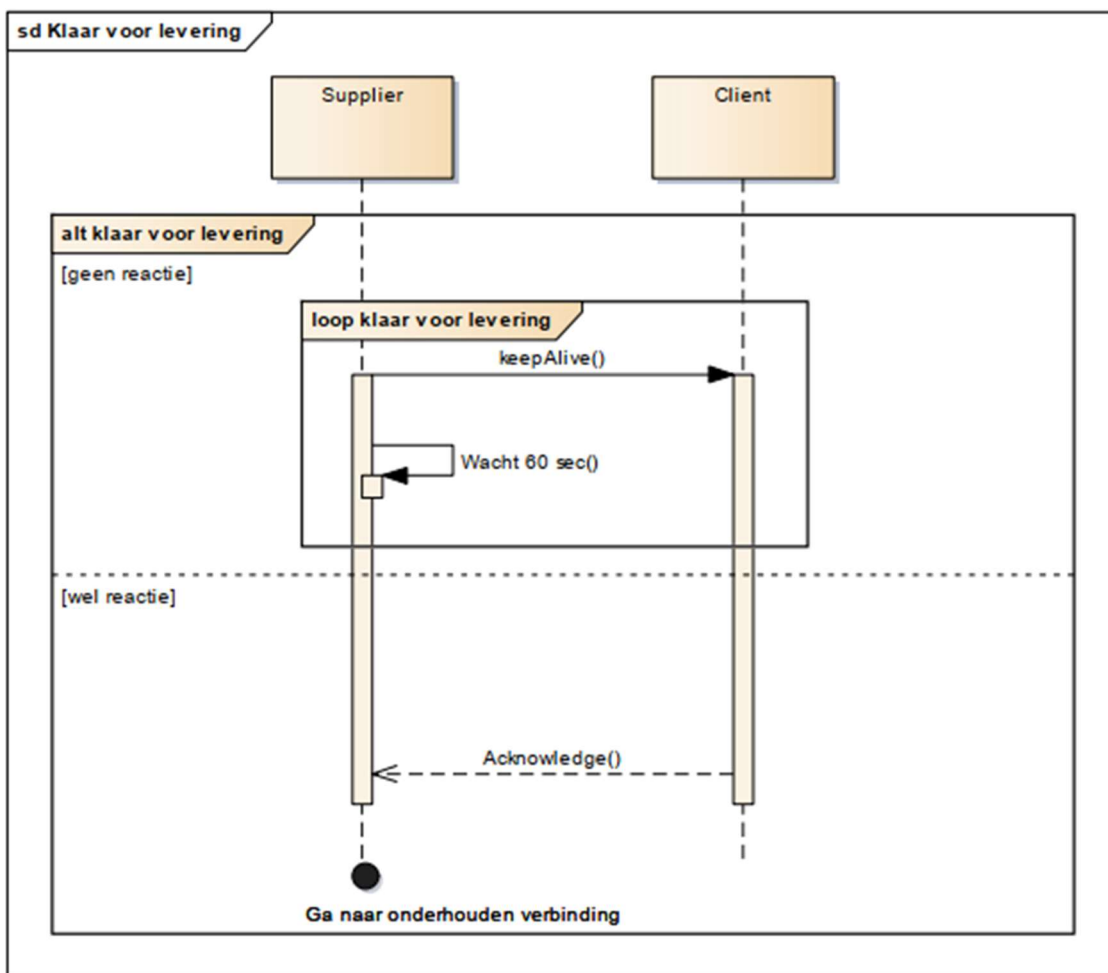 sd Klaar voor levering
Supplier
Client
alt klaar voor levering
[geen reactie]
loop klaar voor levering
keepAlive()
Wacht 60 sec()
[wel reactie]
Acknowledge()
Ga naar onderhouden verbinding